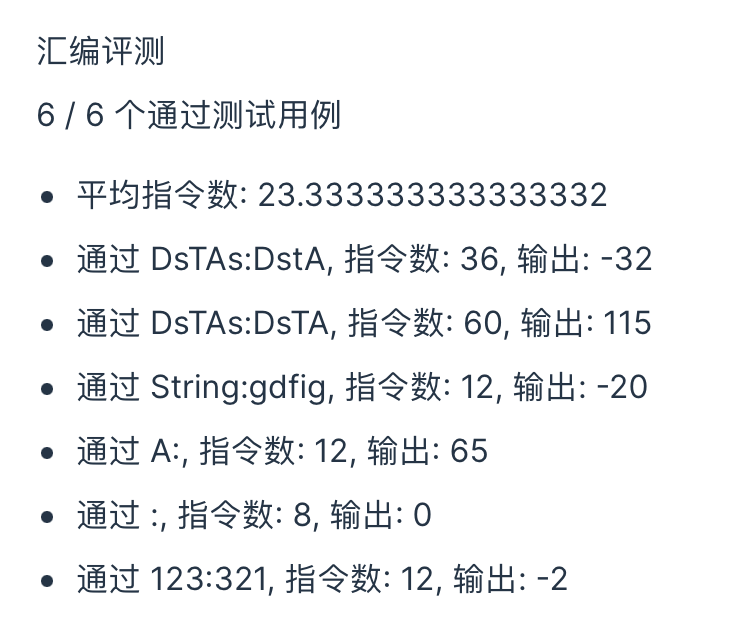 汇编评测
6 / 6 个通过测试用例
平均指令数: 23.333333333333332
通过 DsTAs:DstA, 指令数: 36, 输出: -32
通过 DsTAs:DsTA, 指令数: 60, 输出: 115
通过 String:gdfig, 指令数: 12, 输出: -20
通过 A:, 指令数: 12, 输出: 65
通过 :, 指令数: 8, 输出: 0
通过 123:321, 指令数: 12, 输出: -2